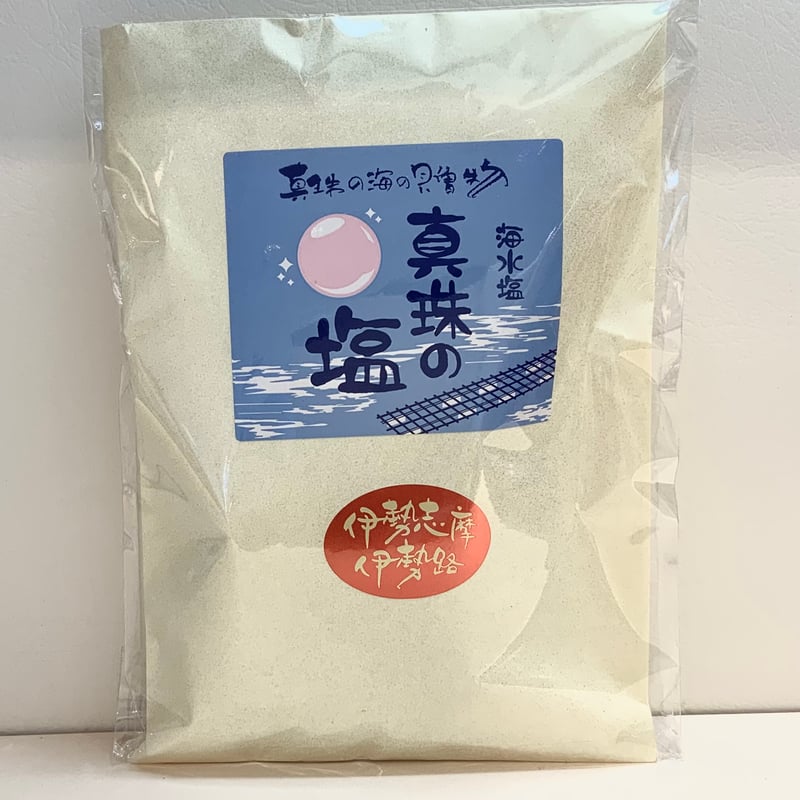 真珠の海の贈物
海水塩
真珠の
塩
伊勢志摩
伊勢路